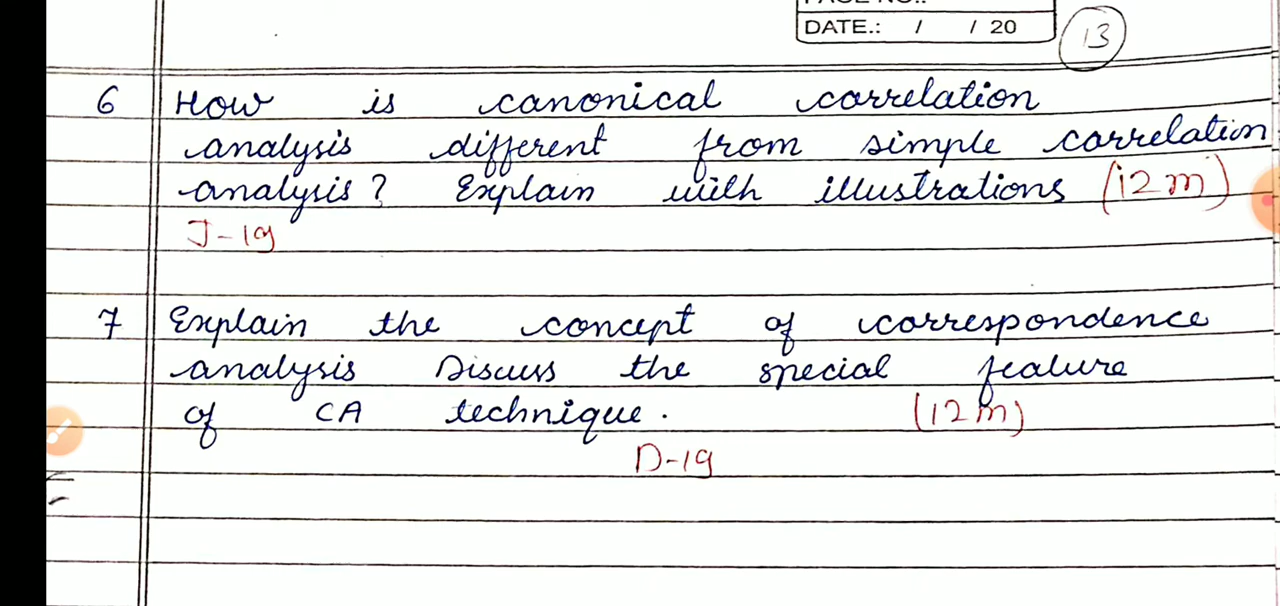 DATE.: / / 20
13
6 How is canonical correlation
analysis different from simple correlation
analysis? Explain with illustrations (12m)
J-19
7 Explain the concept of correspondence
analysis Discuss the special feature
of CA technique. (12m)
D-19